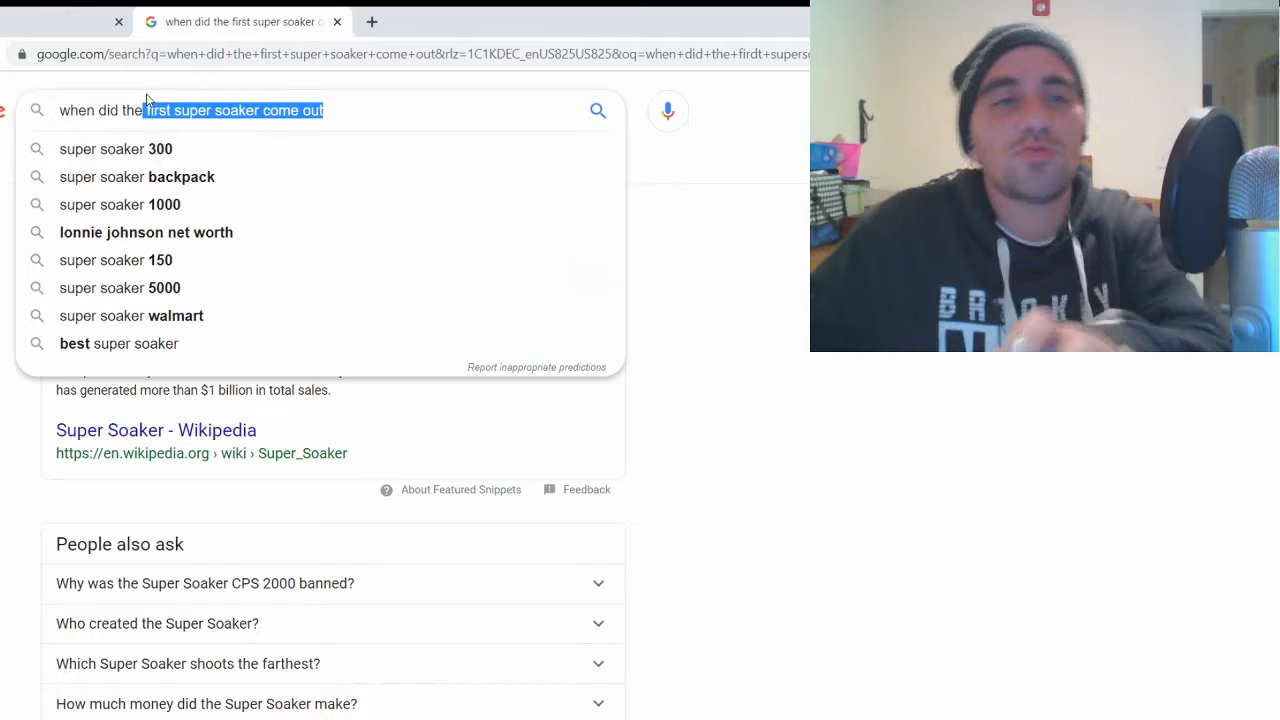 when did the first super soaker c
google.com/search?q=when+did+the+first+super+soaker+come+out&rlz=1C1KDEC_enUS825US825&oq=when+did+the+firdt+superso
e
when did the first super soaker come out
super soaker 300
super soaker backpack
super soaker 1000
lonnie johnson net worth
super soaker 150
super soaker 5000
super soaker walmart
best super soaker
Report inappropriate predictions
has generated more than $1 billion in total sales.
Super Soaker - Wikipedia
https://en.wikipedia.org › wiki › Super_Soaker
About Featured Snippets
Feedback
People also ask
Why was the Super Soaker CPS 2000 banned?
Who created the Super Soaker?
Which Super Soaker shoots the farthest?
How much money did the Super Soaker make?